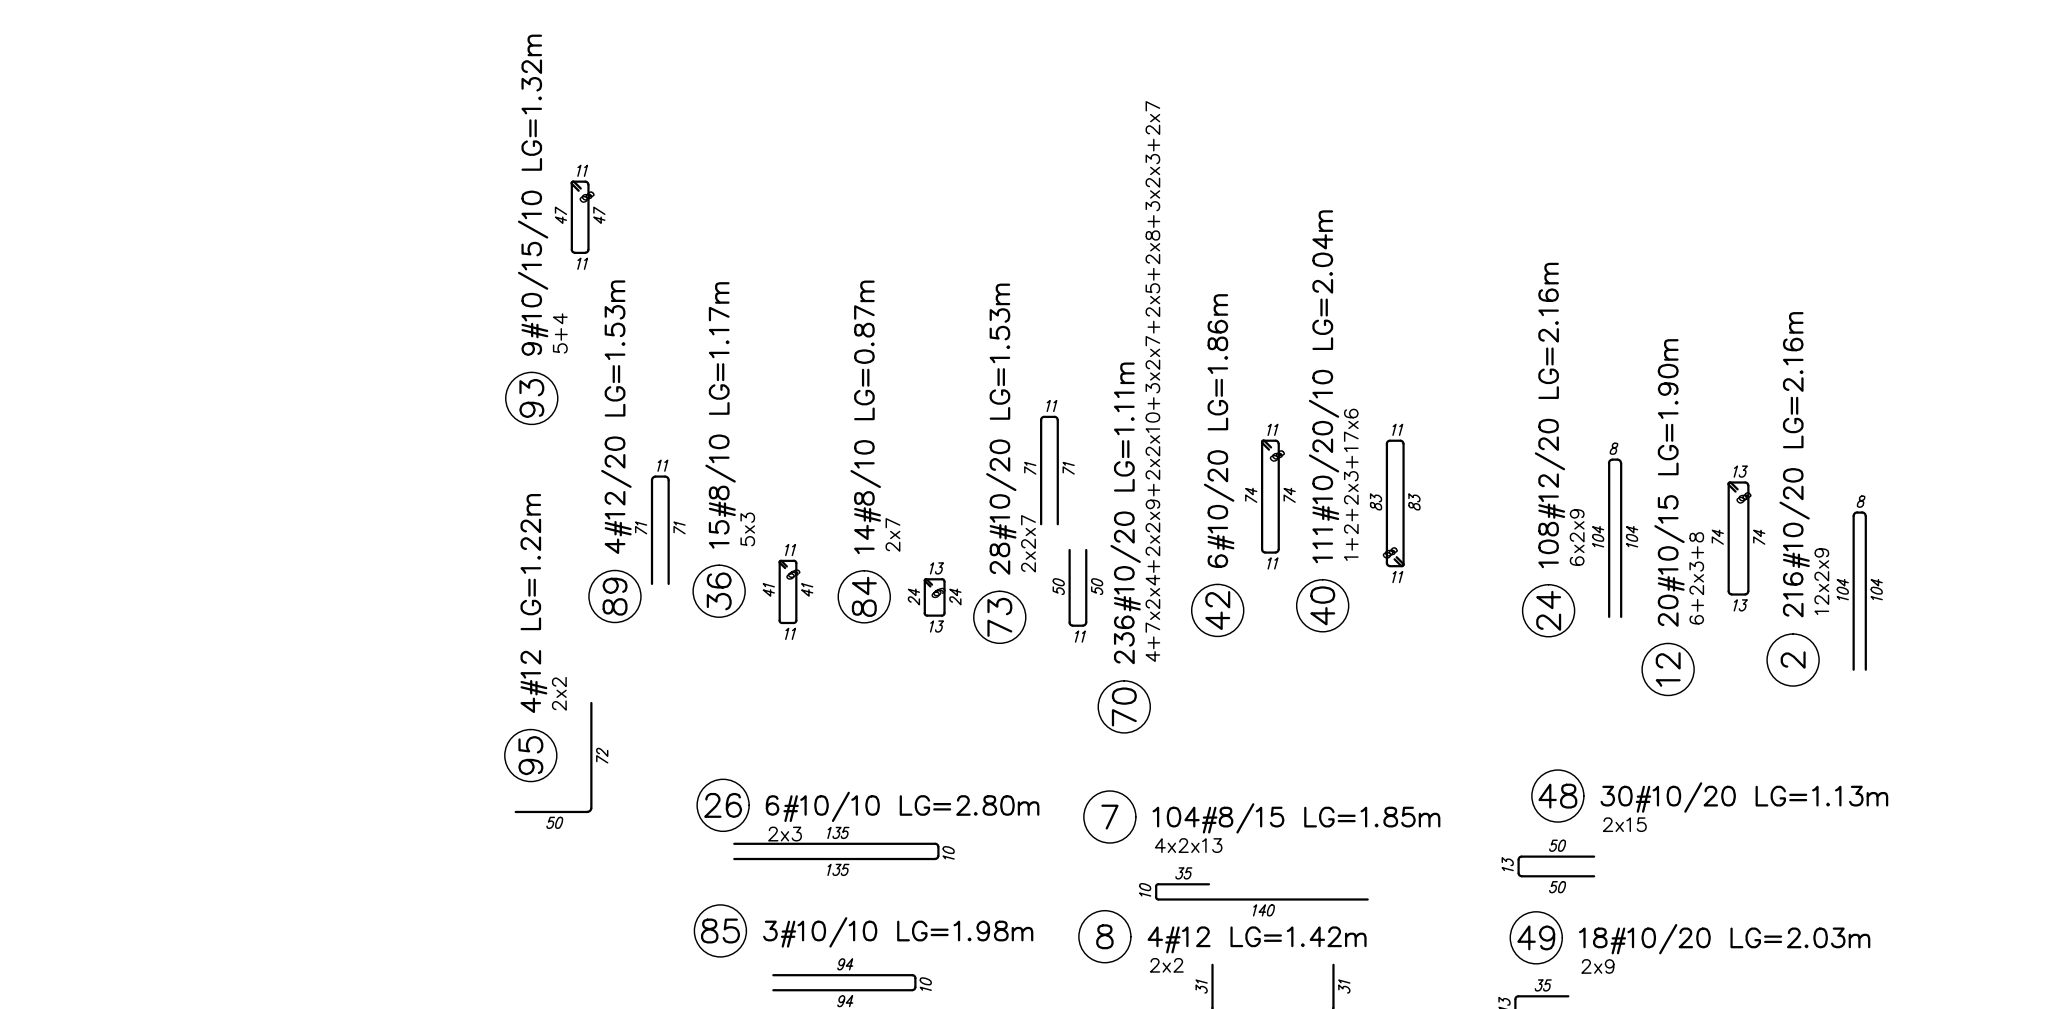 93 9#10/15/10 LG=1.32m
5+4
11
47
47
11
89 4#12/20 LG=1.53m
11
71
71
95 4#12 LG=1.22m
2x2
72
50
36 15#8/10 LG=1.17m
5x3
11
41
41
11
84 14#8/10 LG=0.87m
2x7
13
24
24
13
73 28#10/20 LG=1.53m
2x2x7
11
71
71
50
50
11
70 236#10/20 LG=1.11m
4+7x2x4+2x2x9+2x2x10+3x2x7+2x5+2x8+3x2x3+2x7
42 6#10/20 LG=1.86m
11
74
74
11
40 111#10/20/10 LG=2.04m
1+2+2x3+17x6
11
83
83
11
24 108#12/20 LG=2.16m
6x2x9
8
104
104
12 20#10/15 LG=1.90m
6+2x3+8
13
74
74
13
2 216#10/20 LG=2.16m
12x2x9
8
104
104
26 6#10/10 LG=2.80m
2x3
135
10
135
7 104#8/15 LG=1.85m
4x2x13
35
10
140
48 30#10/20 LG=1.13m
2x15
50
13
50
85 3#10/10 LG=1.98m
94
10
94
8 4#12 LG=1.42m
2x2
31
31
49 18#10/20 LG=2.03m
2x9
35
13